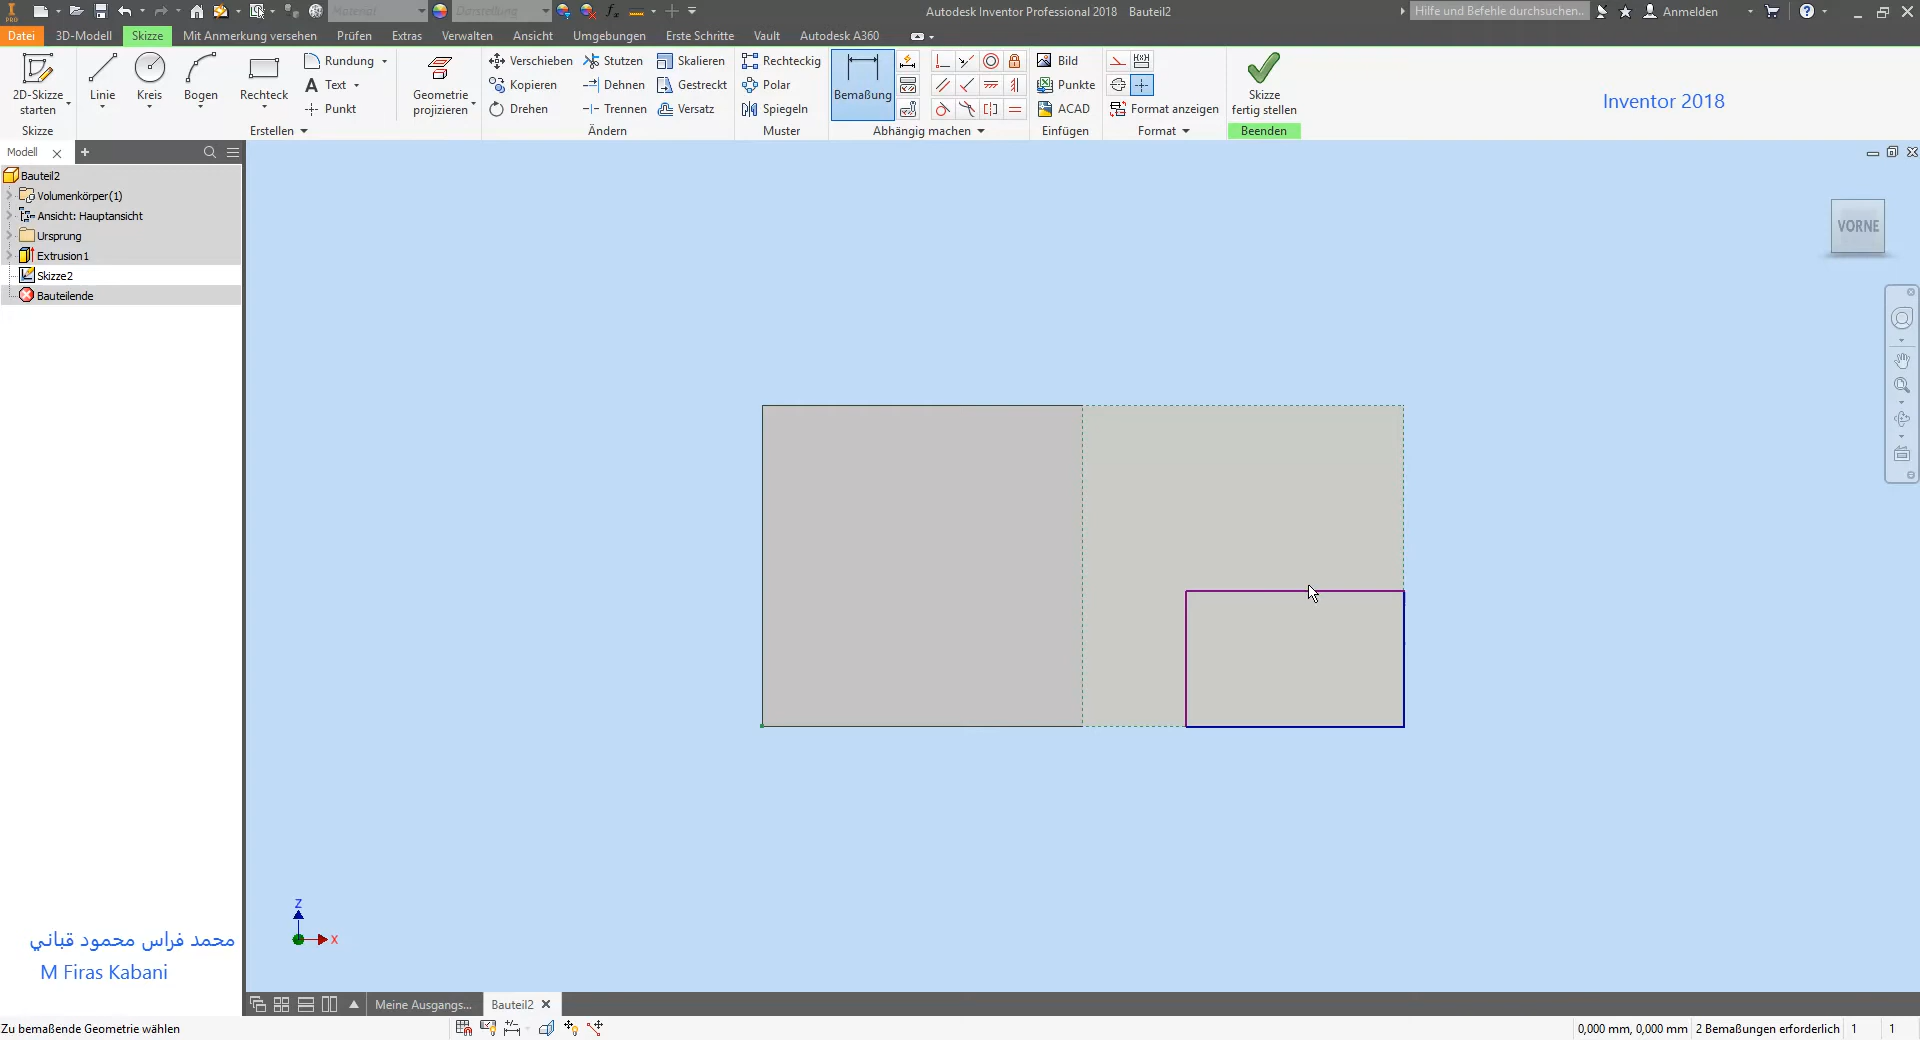 Material
Darstellung
Autodesk Inventor Professional 2018 Bauteil2
Hilfe und Befehle durchsuchen...
Anmelden
PRO
Datei 3D-Modell Skizze Mit Anmerkung versehen Prüfen Extras Verwalten Ansicht Umgebungen Erste Schritte Vault Autodesk A360
2D-Skizze starten
Linie
Kreis
Bogen
Rechteck
Rundung
Text
Punkt
Geometrie projizieren
Verschieben
Kopieren
Drehen
Stutzen
Dehnen
Trennen
Skalieren
Gestreckt
Versatz
Rechteckig
Polar
Spiegeln
Bemaßung
Bild
Punkte
ACAD
Format anzeigen
Skizze fertig stellen
Inventor 2018
Skizze Erstellen Ändern Muster Abhängig machen Einfügen Format Beenden
Modell
Bauteil2
Volumenkörper(1)
Ansicht: Hauptansicht
Ursprung
Extrusion1
Skizze2
Bauteilende
VORNE
Z
X
محمد فراس محمود قباني
M Firas Kabani
Meine Ausgangs...
Bauteil2
Zu bemaßende Geometrie wählen
0,000 mm, 0,000 mm
2 Bemaßungen erforderlich
1
1